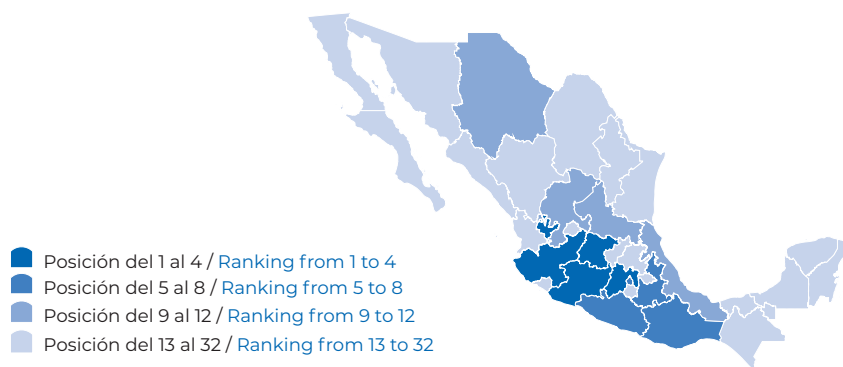 Posición del 1 al 4 / Ranking from 1 to 4
Posición del 5 al 8 / Ranking from 5 to 8
Posición del 9 al 12 / Ranking from 9 to 12
Posición del 13 al 32 / Ranking from 13 to 32